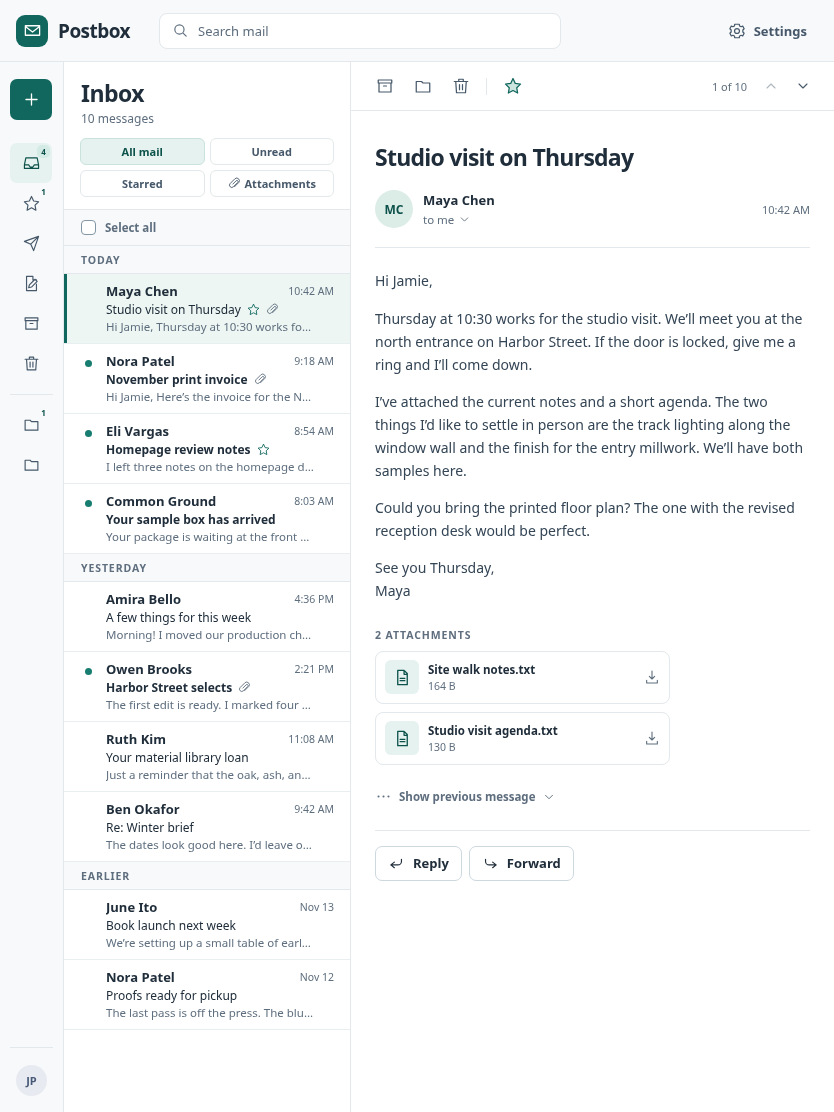 Postbox
Search mail
Settings
4
1
1
JP
Inbox
10 messages
All mail
Unread
Starred
Attachments
Select all
TODAY
Maya Chen
10:42 AM
Studio visit on Thursday
Hi Jamie, Thursday at 10:30 works fo...
Nora Patel
9:18 AM
November print invoice
Hi Jamie, Here’s the invoice for the N...
Eli Vargas
8:54 AM
Homepage review notes
I left three notes on the homepage d...
Common Ground
8:03 AM
Your sample box has arrived
Your package is waiting at the front ...
YESTERDAY
Amira Bello
4:36 PM
A few things for this week
Morning! I moved our production ch...
Owen Brooks
2:21 PM
Harbor Street selects
The first edit is ready. I marked four ...
Ruth Kim
11:08 AM
Your material library loan
Just a reminder that the oak, ash, an...
Ben Okafor
9:42 AM
Re: Winter brief
The dates look good here. I’d leave o...
EARLIER
June Ito
Nov 13
Book launch next week
We’re setting up a small table of earl...
Nora Patel
Nov 12
Proofs ready for pickup
The last pass is off the press. The blu...
1 of 10
Studio visit on Thursday
MC
Maya Chen
to me
10:42 AM
Hi Jamie,
Thursday at 10:30 works for the studio visit. We’ll meet you at the
north entrance on Harbor Street. If the door is locked, give me a
ring and I’ll come down.
I’ve attached the current notes and a short agenda. The two
things I’d like to settle in person are the track lighting along the
window wall and the finish for the entry millwork. We’ll have both
samples here.
Could you bring the printed floor plan? The one with the revised
reception desk would be perfect.
See you Thursday,
Maya
2 ATTACHMENTS
Site walk notes.txt
164 B
Studio visit agenda.txt
130 B
Show previous message
Reply
Forward